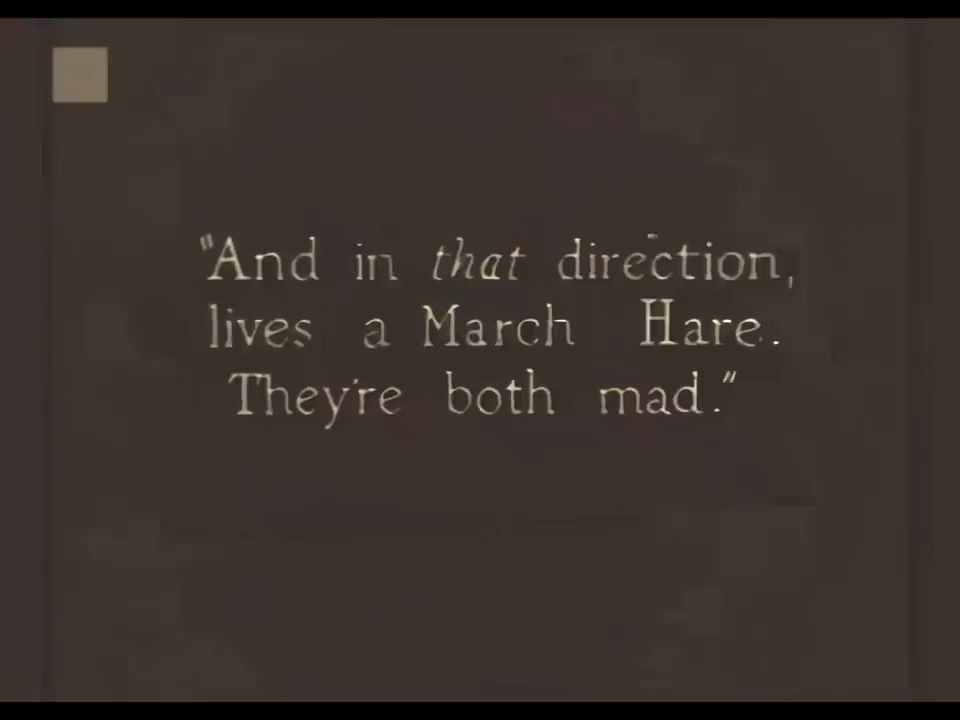 "And in that direction,
lives a March Hare.
They're both mad."